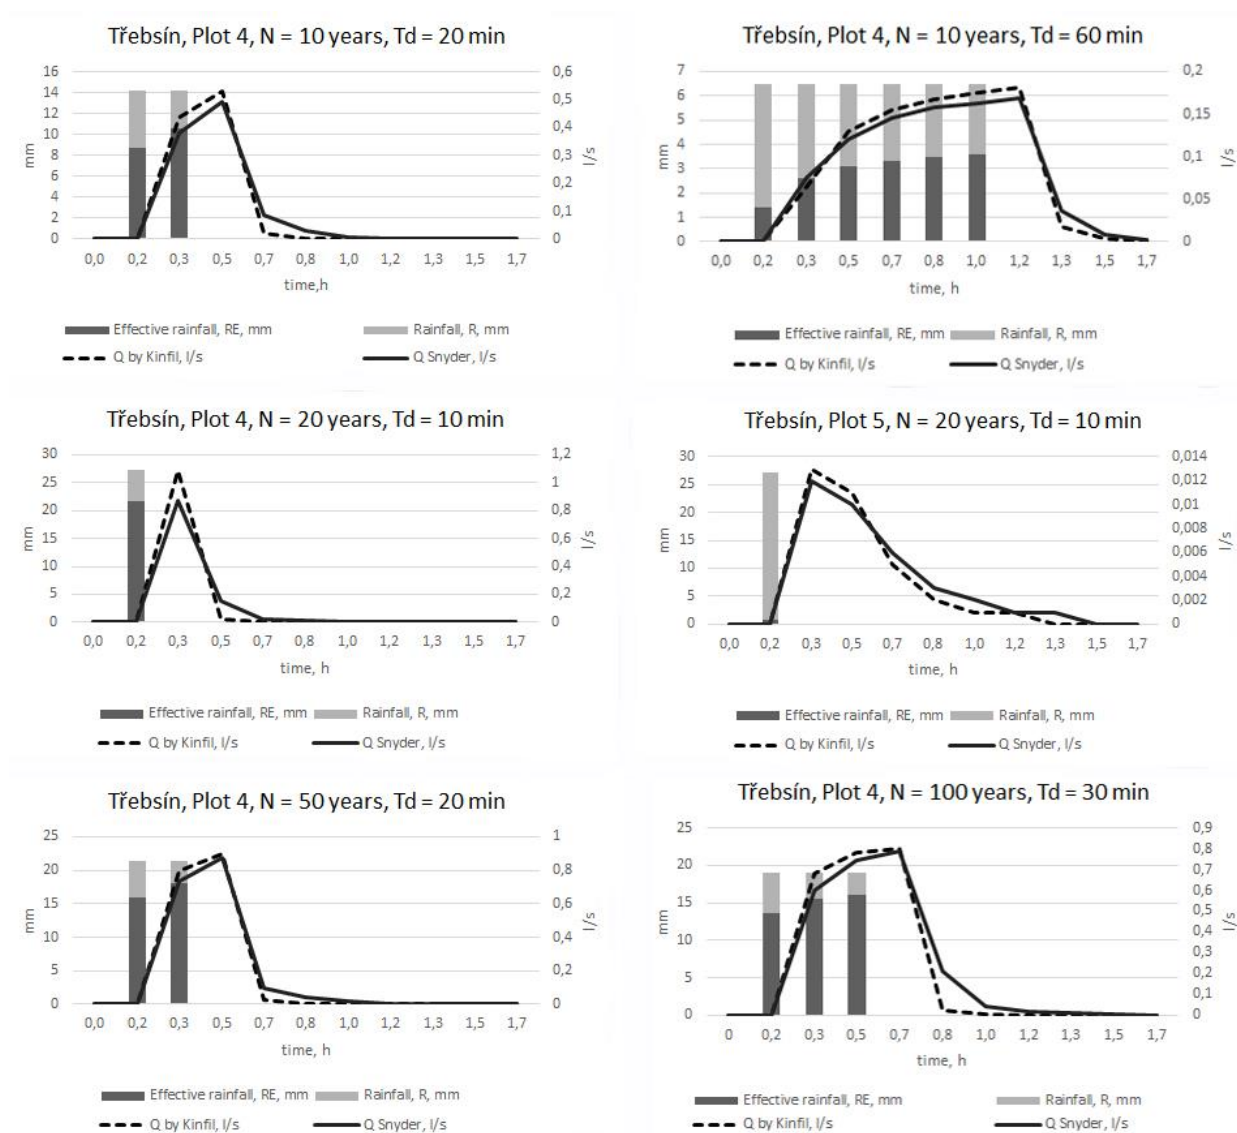 Třebsín, Plot 4, N = 10 years, Td = 20 min
16
14
12
10
8
6
4
2
0
mm
0,6
0,5
0,4
0,3
0,2
0,1
0
l/s
0,0 0,2 0,3 0,5 0,7 0,8 1,0 1,2 1,3 1,5 1,7
time,h
Effective rainfall, RE, mm Rainfall, R, mm
Q by Kinfil, l/s Q Snyder, l/s
Třebsín, Plot 4, N = 10 years, Td = 60 min
7
6
5
4
3
2
1
0
mm
0,2
0,15
0,1
0,05
0
l/s
0,0 0,2 0,3 0,5 0,7 0,8 1,0 1,2 1,3 1,5 1,7
time, h
Effective rainfall, RE, mm Rainfall, R, mm
Q by Kinfil, l/s Q Snyder, l/s
Třebsín, Plot 4, N = 20 years, Td = 10 min
30
25
20
15
10
5
0
mm
1,2
1
0,8
0,6
0,4
0,2
0
l/s
0,0 0,2 0,3 0,5 0,7 0,8 1,0 1,2 1,3 1,5 1,7
time, h
Effective rainfall, RE, mm Rainfall, R, mm
Q by Kinfil, l/s Q Snyder, l/s
Třebsín, Plot 5, N = 20 years, Td = 10 min
30
25
20
15
10
5
0
mm
0,014
0,012
0,01
0,008
0,006
0,004
0,002
0
l/s
0,0 0,2 0,3 0,5 0,7 0,8 1,0 1,2 1,3 1,5 1,7
time, h
Effective rainfall, RE, mm Rainfall, R, mm
Q by Kinfil, l/s Q Snyder, l/s
Třebsín, Plot 4, N = 50 years, Td = 20 min
25
20
15
10
5
0
mm
1
0,8
0,6
0,4
0,2
0
l/s
0,0 0,2 0,3 0,5 0,7 0,8 1,0 1,2 1,3 1,5 1,7
time, h
Effective rainfall, RE, mm Rainfall, R, mm
Q by Kinfil, l/s Q Snyder, l/s
Třebsín, Plot 4, N = 100 years, Td = 30 min
25
20
15
10
5
0
mm
0,9
0,8
0,7
0,6
0,5
0,4
0,3
0,2
0,1
0
l/s
0 0,2 0,3 0,5 0,7 0,8 1,0 1,2 1,3 1,5 1,7
time, h
Effective rainfall, RE, mm Rainfall, R, mm
Q by Kinfil, l/s Q Snyder, l/s